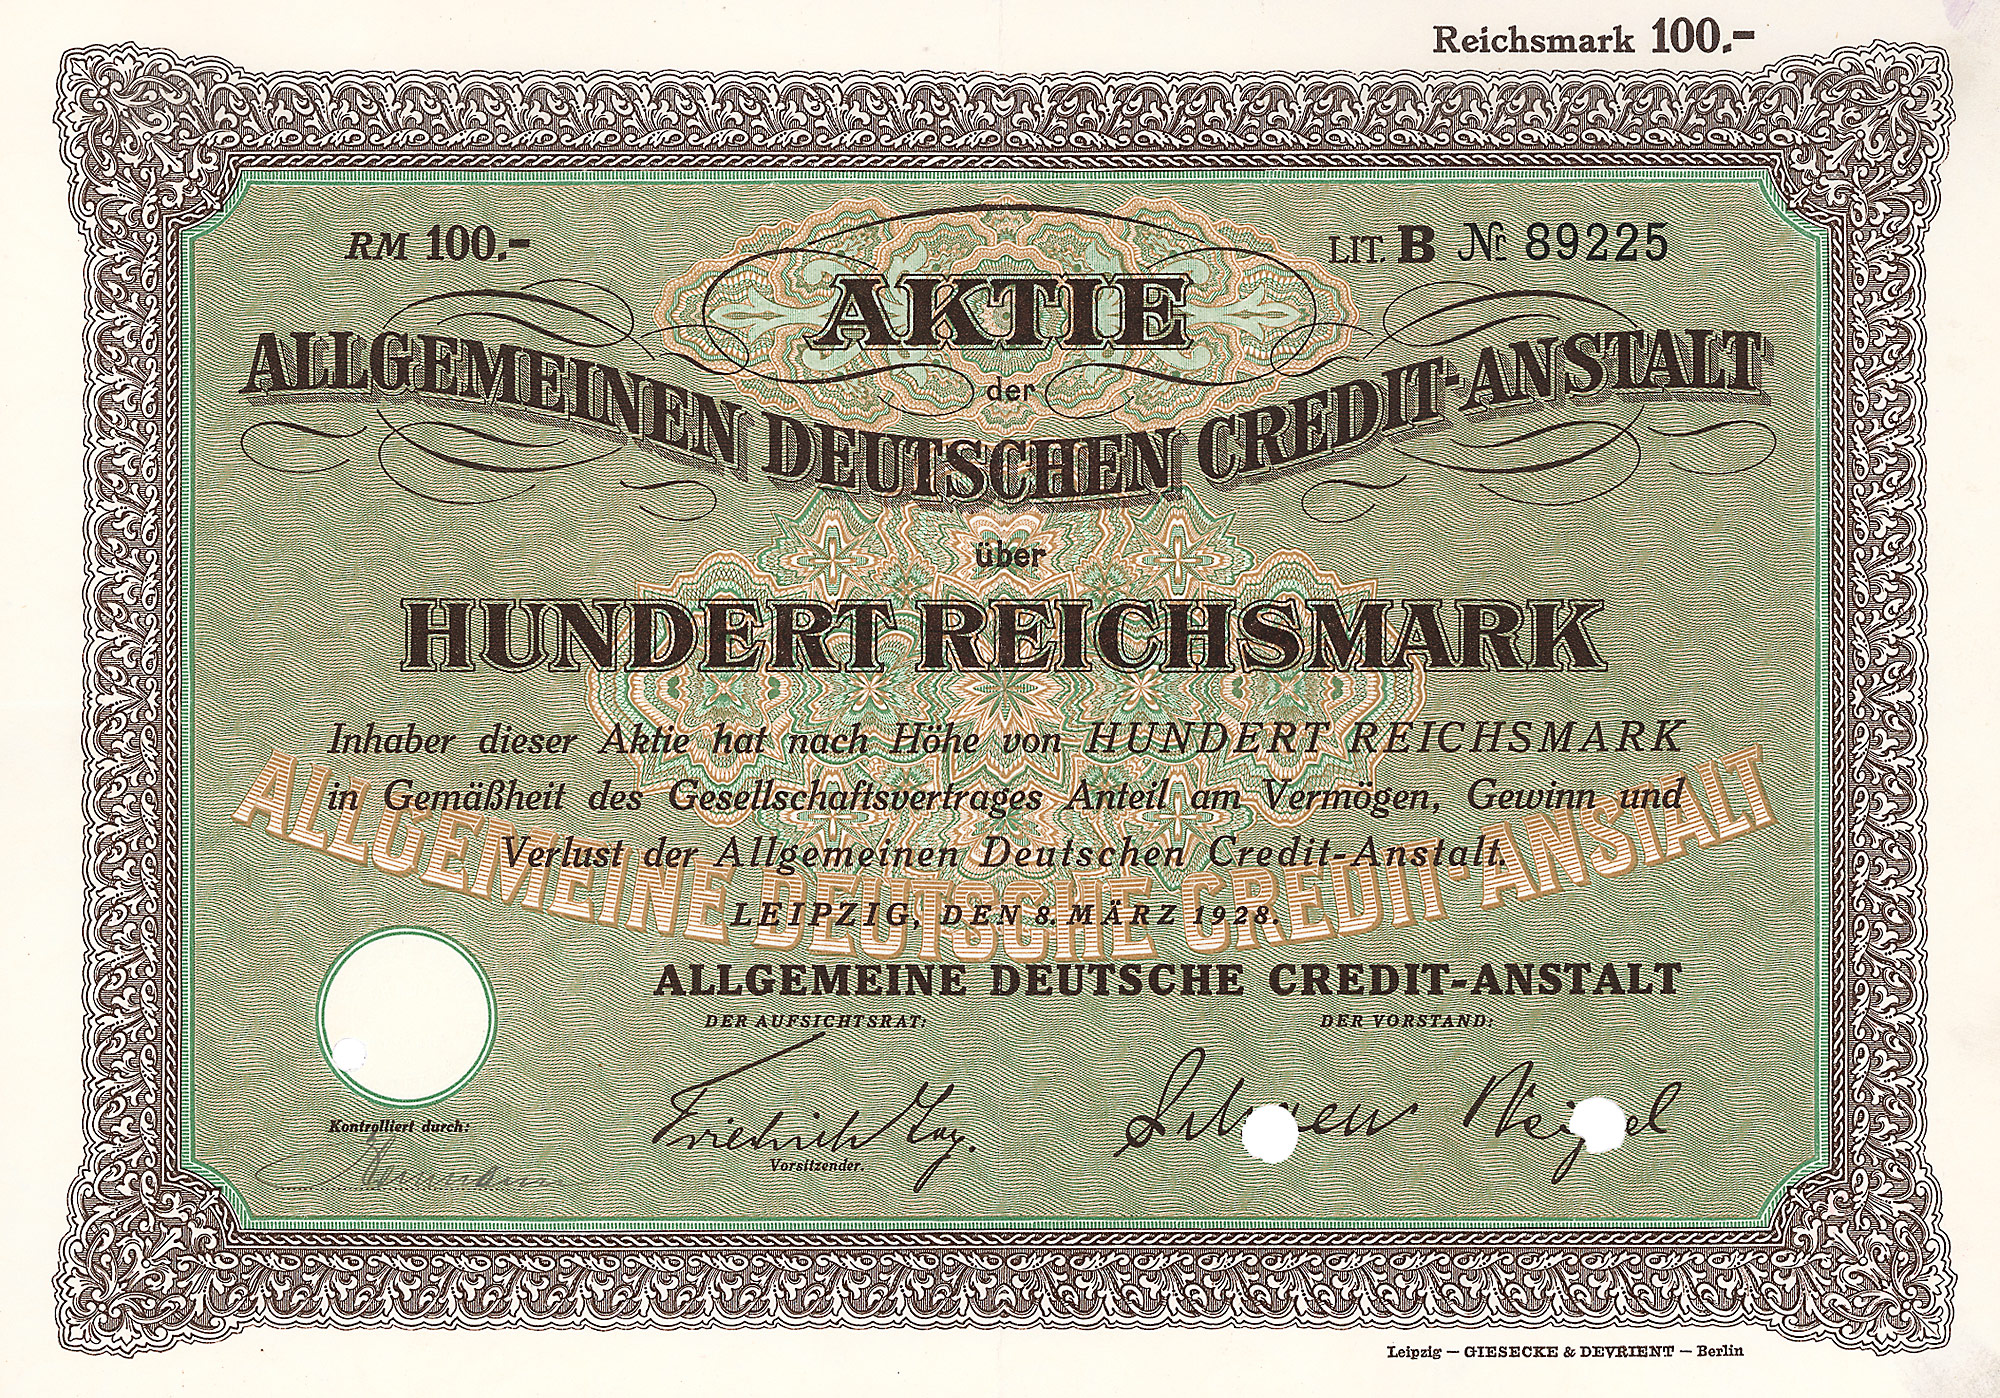 Reichsmark 100.-
RM 100.- LIT. B № 89225
AKTIE
der
ALLGEMEINEN DEUTSCHEN CREDIT-ANSTALT
über
HUNDERT REICHSMARK
Inhaber dieser Aktie hat nach Höhe von HUNDERT REICHSMARK
in Gemäßheit des Gesellschaftsvertrages Anteil am Vermögen, Gewinn und
Verlust der Allgemeinen Deutschen Credit-Anstalt.
ALLGEMEINE DEUTSCHE CREDIT-ANSTALT
LEIPZIG, DEN 8. MÄRZ 1928.
ALLGEMEINE DEUTSCHE CREDIT-ANSTALT
DER AUFSICHTSRAT: DER VORSTAND:
Friedrich Jay.
Kontrolliert durch:
Vorsitzender.
Leipzig — GIESECKE & DEVRIENT — Berlin